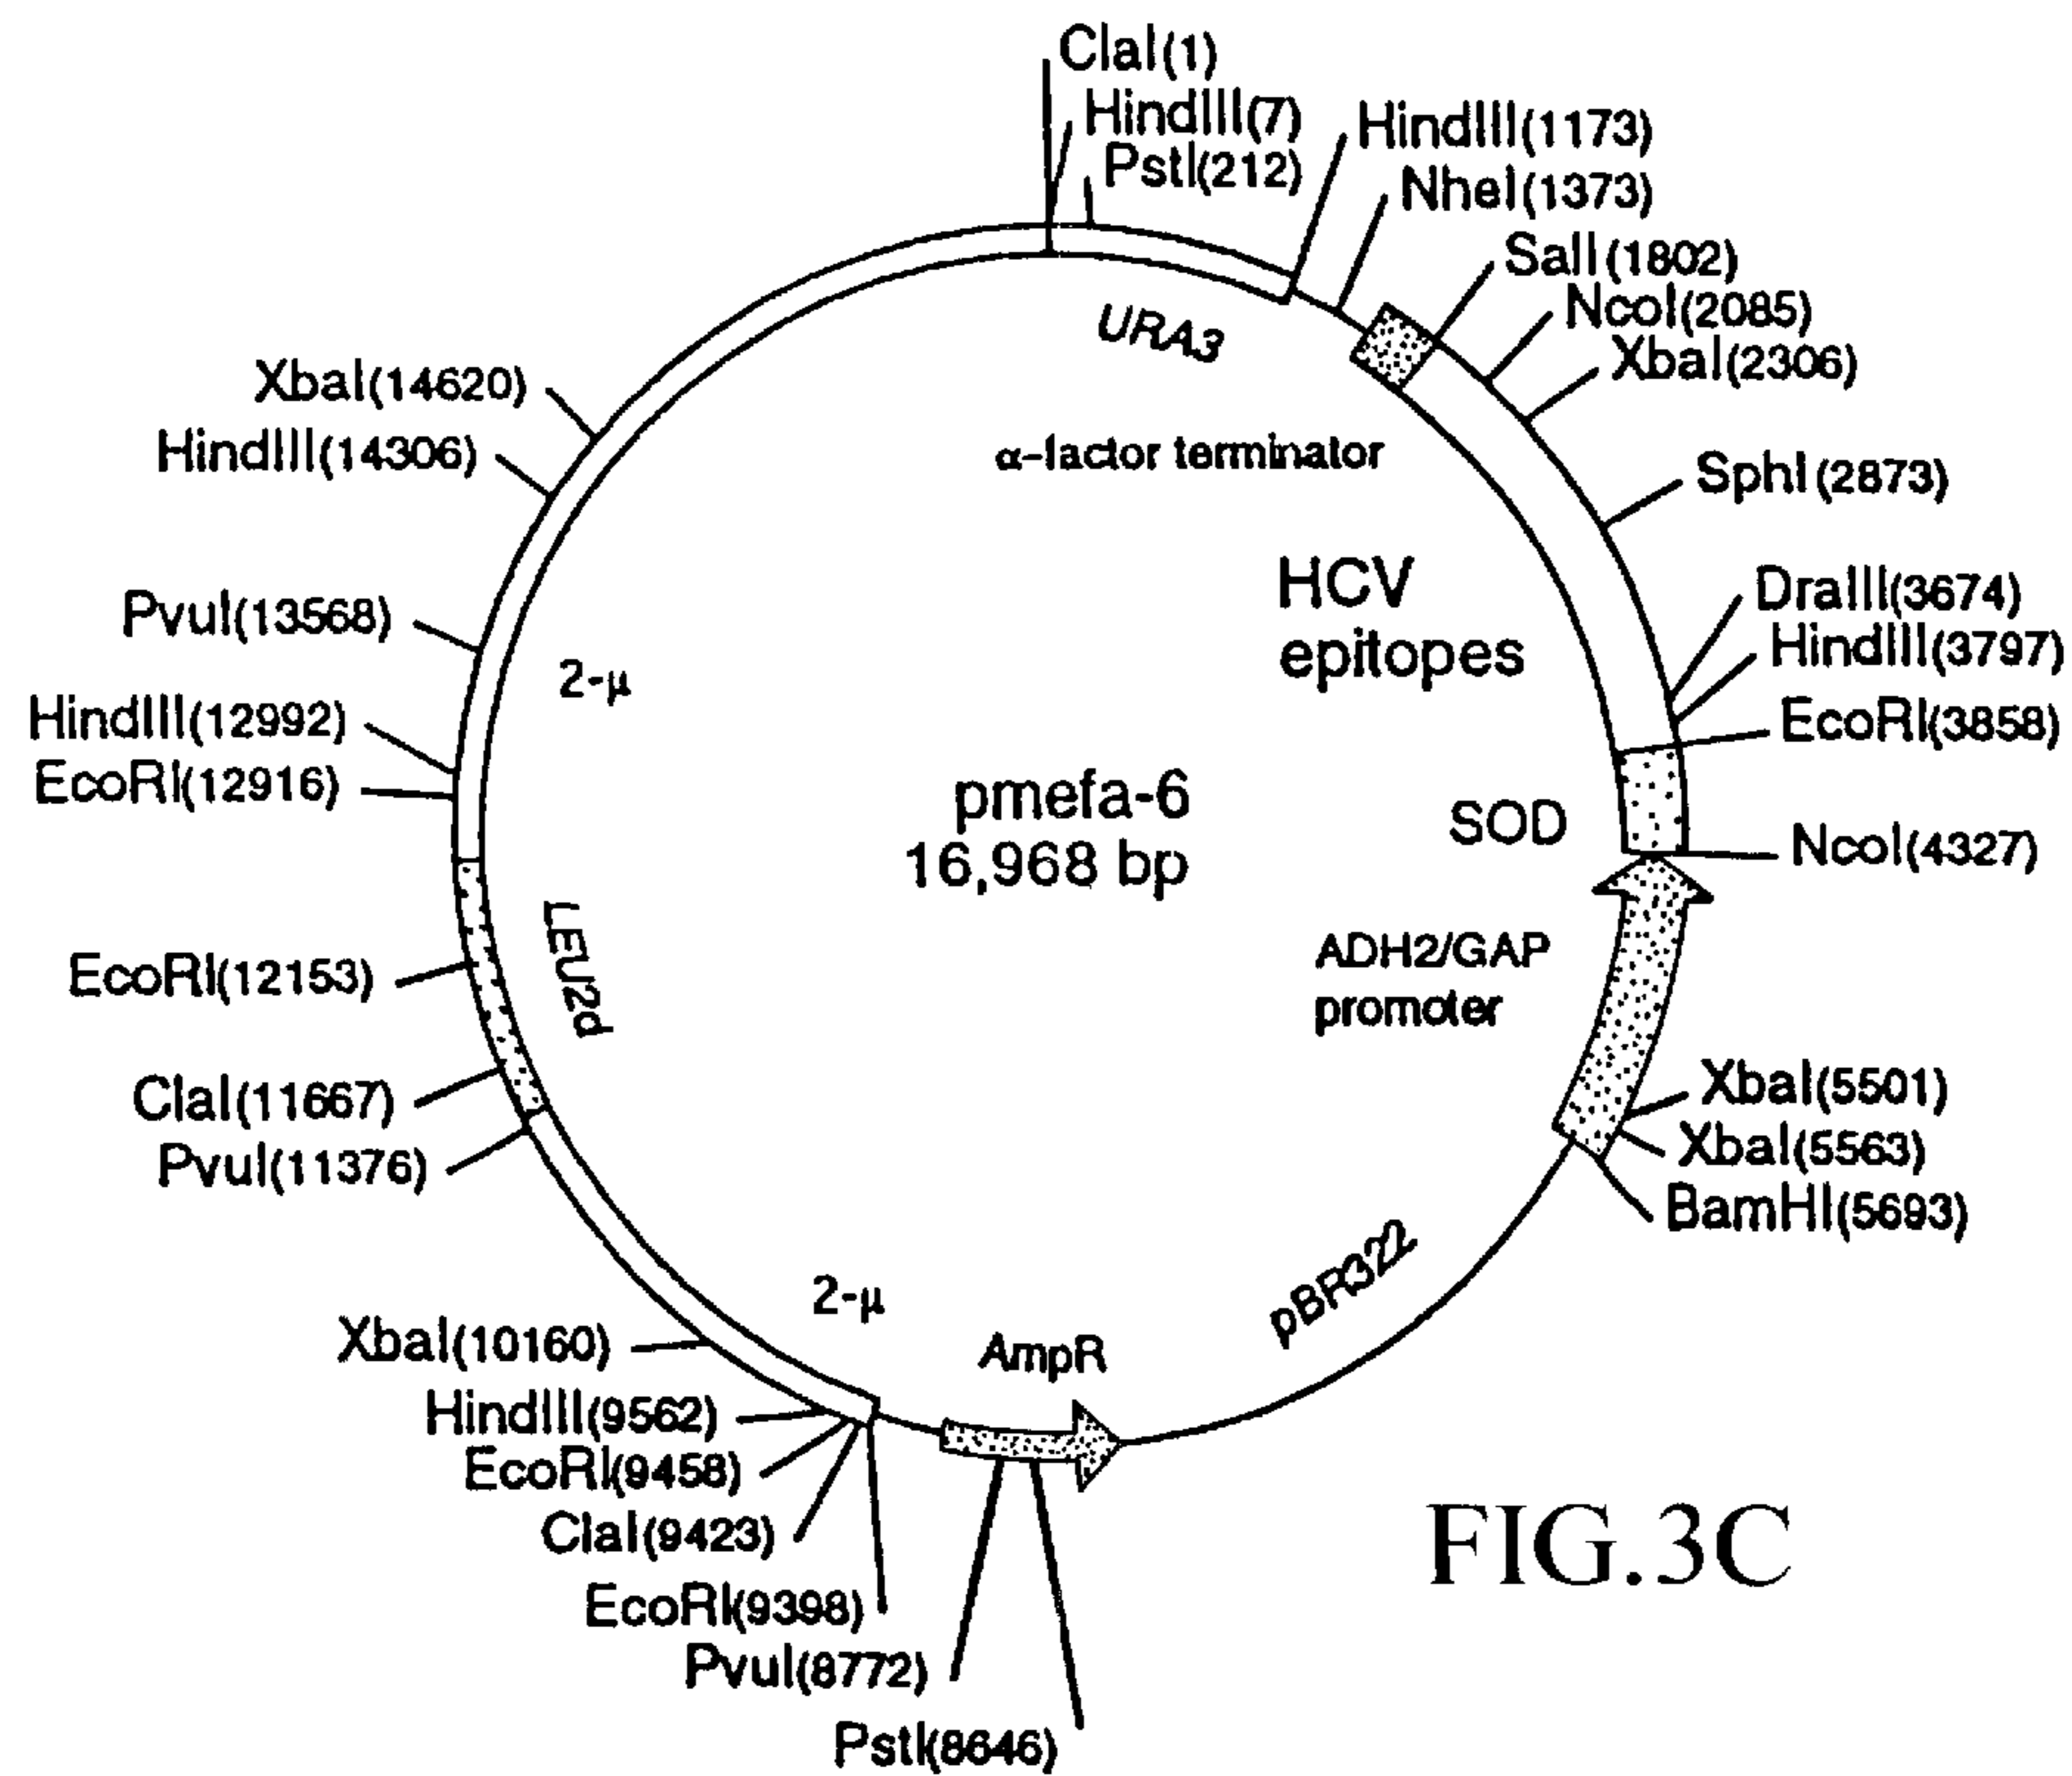 ClaI(1)
HindIII(7)
PstI(212)
HindIII(1173)
NheI(1373)
SalI(1802)
NcoI(2085)
XbaI(2306)
SphI(2873)
DraIII(3674)
HindIII(3797)
EcoRI(3858)
NcoI(4327)
XbaI(5501)
XbaI(5563)
BamHI(5693)
PstI(8646)
PvuI(8772)
EcoRI(9398)
ClaI(9423)
EcoRI(9458)
HindIII(9562)
XbaI(10160)
PvuI(11376)
ClaI(11667)
EcoRI(12153)
EcoRI(12916)
HindIII(12992)
PvuI(13568)
HindIII(14306)
XbaI(14620)
URA3
α-lactor terminator
HCV
epitopes
2-μ
pmefa-6
16,968 bp
SOD
LEU2d
ADH2/GAP
promoter
pBR322
2-μ
AmpR
FIG.3C